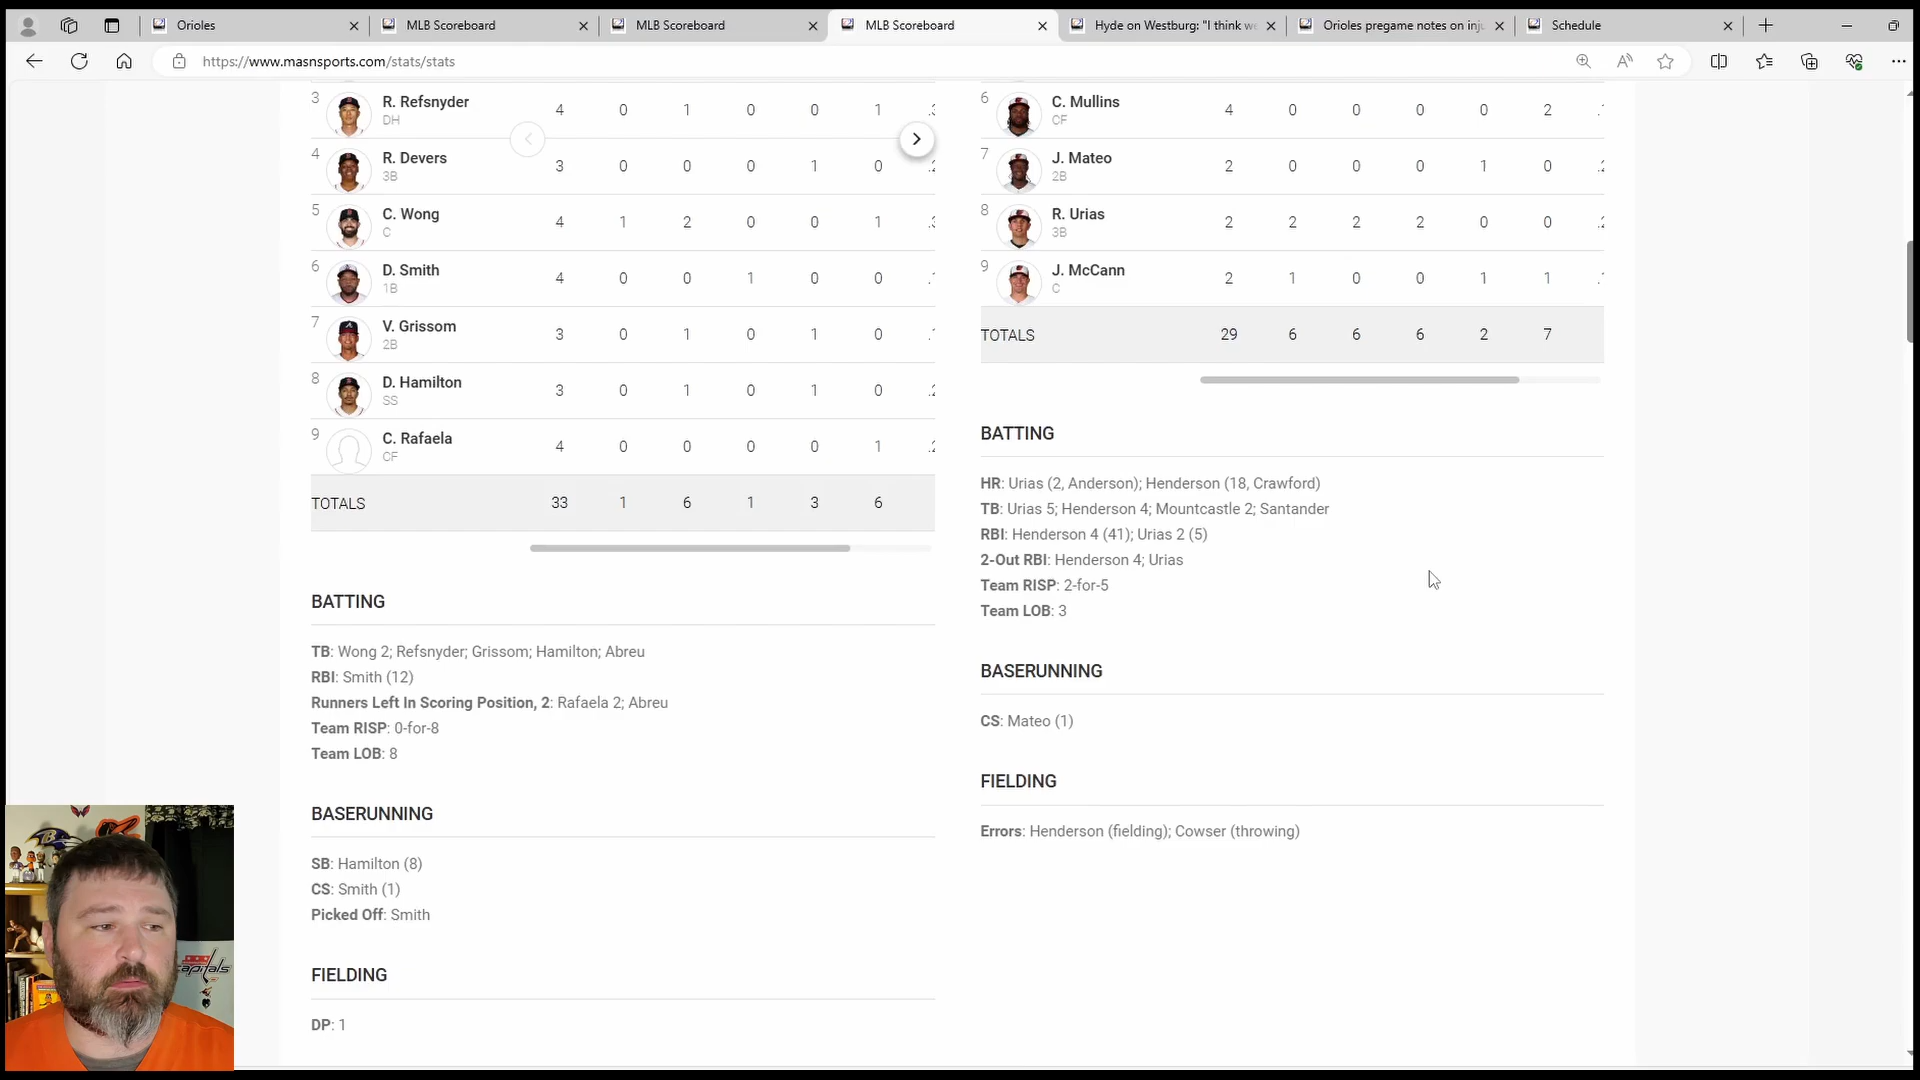 Orioles
MLB Scoreboard
MLB Scoreboard
MLB Scoreboard
Hyde on Westburg: "I think we
Orioles pregame notes on inju
Schedule
https://www.masnsports.com/stats/stats
3 R. Refsnyder 4 0 1 0 0 1
DH
4 R. Devers 3 0 0 0 1 0
3B
5 C. Wong 4 1 2 0 0 1
C
6 D. Smith 4 0 0 1 0 0
1B
7 V. Grissom 3 0 1 0 1 0
2B
8 D. Hamilton 3 0 1 0 1 0
SS
9 C. Rafaela 4 0 0 0 0 1
CF
TOTALS 33 1 6 1 3 6
BATTING
TB: Wong 2; Refsnyder; Grissom; Hamilton; Abreu
RBI: Smith (12)
Runners Left In Scoring Position, 2: Rafaela 2; Abreu
Team RISP: 0-for-8
Team LOB: 8
BASERUNNING
SB: Hamilton (8)
CS: Smith (1)
Picked Off: Smith
FIELDING
DP: 1
6 C. Mullins 4 0 0 0 0 2
CF
7 J. Mateo 2 0 0 0 1 0
2B
8 R. Urias 2 2 2 2 0 0
3B
9 J. McCann 2 1 0 0 1 1
C
TOTALS 29 6 6 6 2 7
BATTING
HR: Urias (2, Anderson); Henderson (18, Crawford)
TB: Urias 5; Henderson 4; Mountcastle 2; Santander
RBI: Henderson 4 (41); Urias 2 (5)
2-Out RBI: Henderson 4; Urias
Team RISP: 2-for-5
Team LOB: 3
BASERUNNING
CS: Mateo (1)
FIELDING
Errors: Henderson (fielding); Cowser (throwing)
capitals